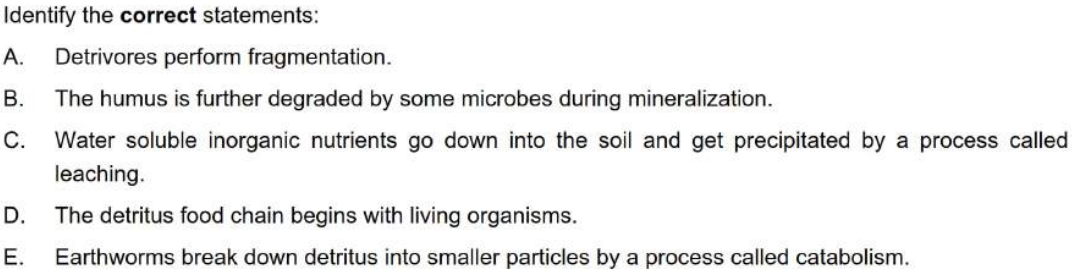 Identify the correct statements:
A. Detrivores perform fragmentation.
B. The humus is further degraded by some microbes during mineralization.
C. Water soluble inorganic nutrients go down into the soil and get precipitated by a process called
leaching.
D. The detritus food chain begins with living organisms.
E. Earthworms break down detritus into smaller particles by a process called catabolism.